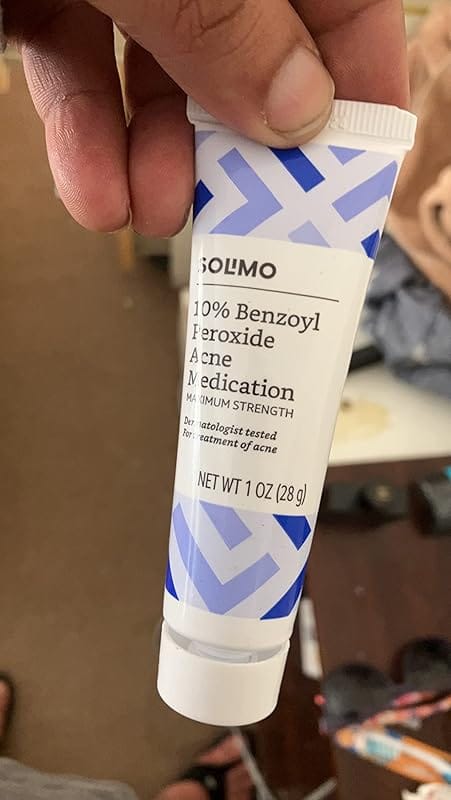 SOLIMO
10% Benzoyl
Peroxide
Acne
Medication
MAXIMUM STRENGTH
Dermatologist tested
For treatment of acne
NET WT 1 OZ (28 g)